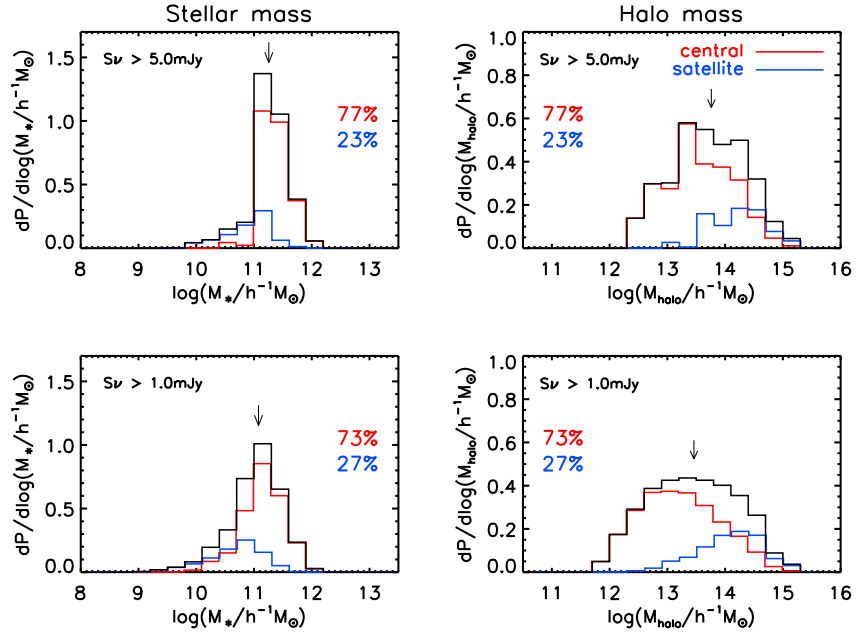 Stellar mass
Halo mass
Sν > 5.0mJy
77%
23%
dP/dlog(M*/h⁻¹M☉)
1.5
1.0
0.5
0.0
8 9 10 11 12 13
log(M*/h⁻¹M☉)
Sν > 5.0mJy
central
satellite
77%
23%
dP/dlog(Mhalo/h⁻¹M☉)
1.0
0.8
0.6
0.4
0.2
0.0
11 12 13 14 15 16
log(Mhalo/h⁻¹M☉)
Sν > 1.0mJy
73%
27%
dP/dlog(M*/h⁻¹M☉)
1.5
1.0
0.5
0.0
8 9 10 11 12 13
log(M*/h⁻¹M☉)
Sν > 1.0mJy
73%
27%
dP/dlog(Mhalo/h⁻¹M☉)
1.0
0.8
0.6
0.4
0.2
0.0
11 12 13 14 15 16
log(Mhalo/h⁻¹M☉)